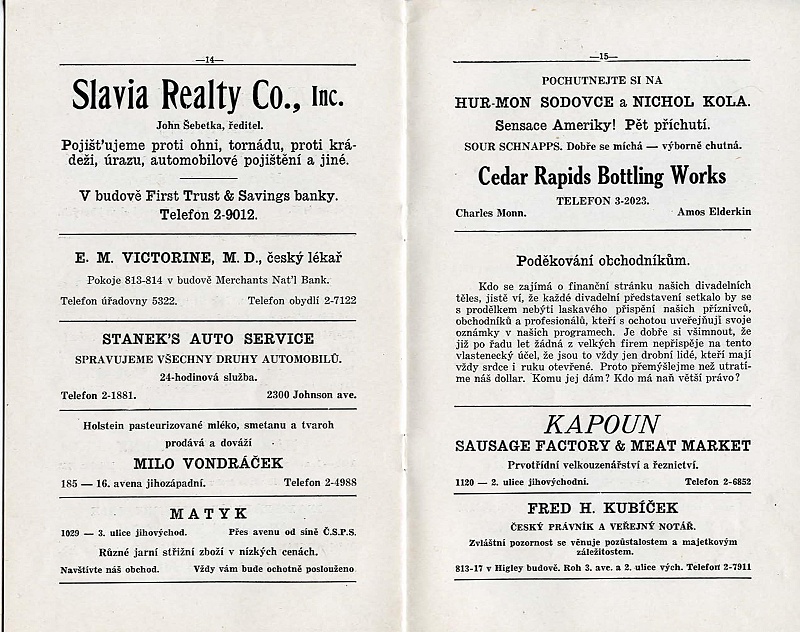 —14—
Slavia Realty Co., Inc.
John Šebetka, ředitel.
Pojišt'ujeme proti ohni, tornádu, proti krá-
deži, úrazu, automobilové pojištění a jiné.
V budově First Trust & Savings banky.
Telefon 2-9012.
E. M. VICTORINE, M. D., český lékař
Pokoje 813-814 v budově Merchants Nat'l Bank.
Telefon úřadovny 5322. Telefon obydlí 2-7122
STANEK'S AUTO SERVICE
SPRAVUJEME VŠECHNY DRUHY AUTOMOBILŮ.
24-hodinová služba.
Telefon 2-1881. 2300 Johnson ave.
Holstein pasteurizované mléko, smetanu a tvaroh
prodává a dováží
MILO VONDRÁČEK
185 — 16. avena jihozápadní. Telefon 2-4988
MATYK
1029 — 3. ulice jihovýchod. Přes avenu od síně Č.S.P.S.
Různé jarní střižní zboží v nízkých cenách.
Navštivte náš obchod. Vždy vám bude ochotně poslouženo
—15—
POCHUTNEJTE SI NA
HUR-MON SODOVCE a NICHOL KOLA.
Sensace Ameriky! Pět příchutí.
SOUR SCHNAPPS. Dobře se míchá — výborně chutná.
Cedar Rapids Bottling Works
TELEFON 3-2023.
Charles Monn. Amos Elderkin
Poděkování obchodníkům.
Kdo se zajímá o finanční stránku našich divadelních
těles, jistě ví, že každé divadelní představení setkalo by se
s prodělkem nebýti laskavého přispění našich příznivců,
obchodníků a profesionálů, kteří s ochotou uveřejňují svoje
oznámky v našich programech. Je dobře si všimnout, že
již po řadu let žádná z velkých firem nepřispěje na tento
vlastenecký účel, že jsou to vždy jen drobní lidé, kteří mají
vždy srdce i ruku otevřené. Proto přemýšlejme než utratí-
me náš dollar. Komu jej dám? Kdo má naň větší právo?
KAPOUN
SAUSAGE FACTORY & MEAT MARKET
Prvotřídní velkouzenářství a řeznictví.
1120 — 2. ulice jihovýchodni. Telefon 2-6852
FRED H. KUBÍČEK
ČESKÝ PRÁVNÍK A VEŘEJNÝ NOTÁŘ.
Zvláštní pozornost se věnuje pozůstalostem a majetkovým
záležitostem.
813-17 v Higley budově. Roh 3. ave. a 2. ulice vých. Telefon 2-7911